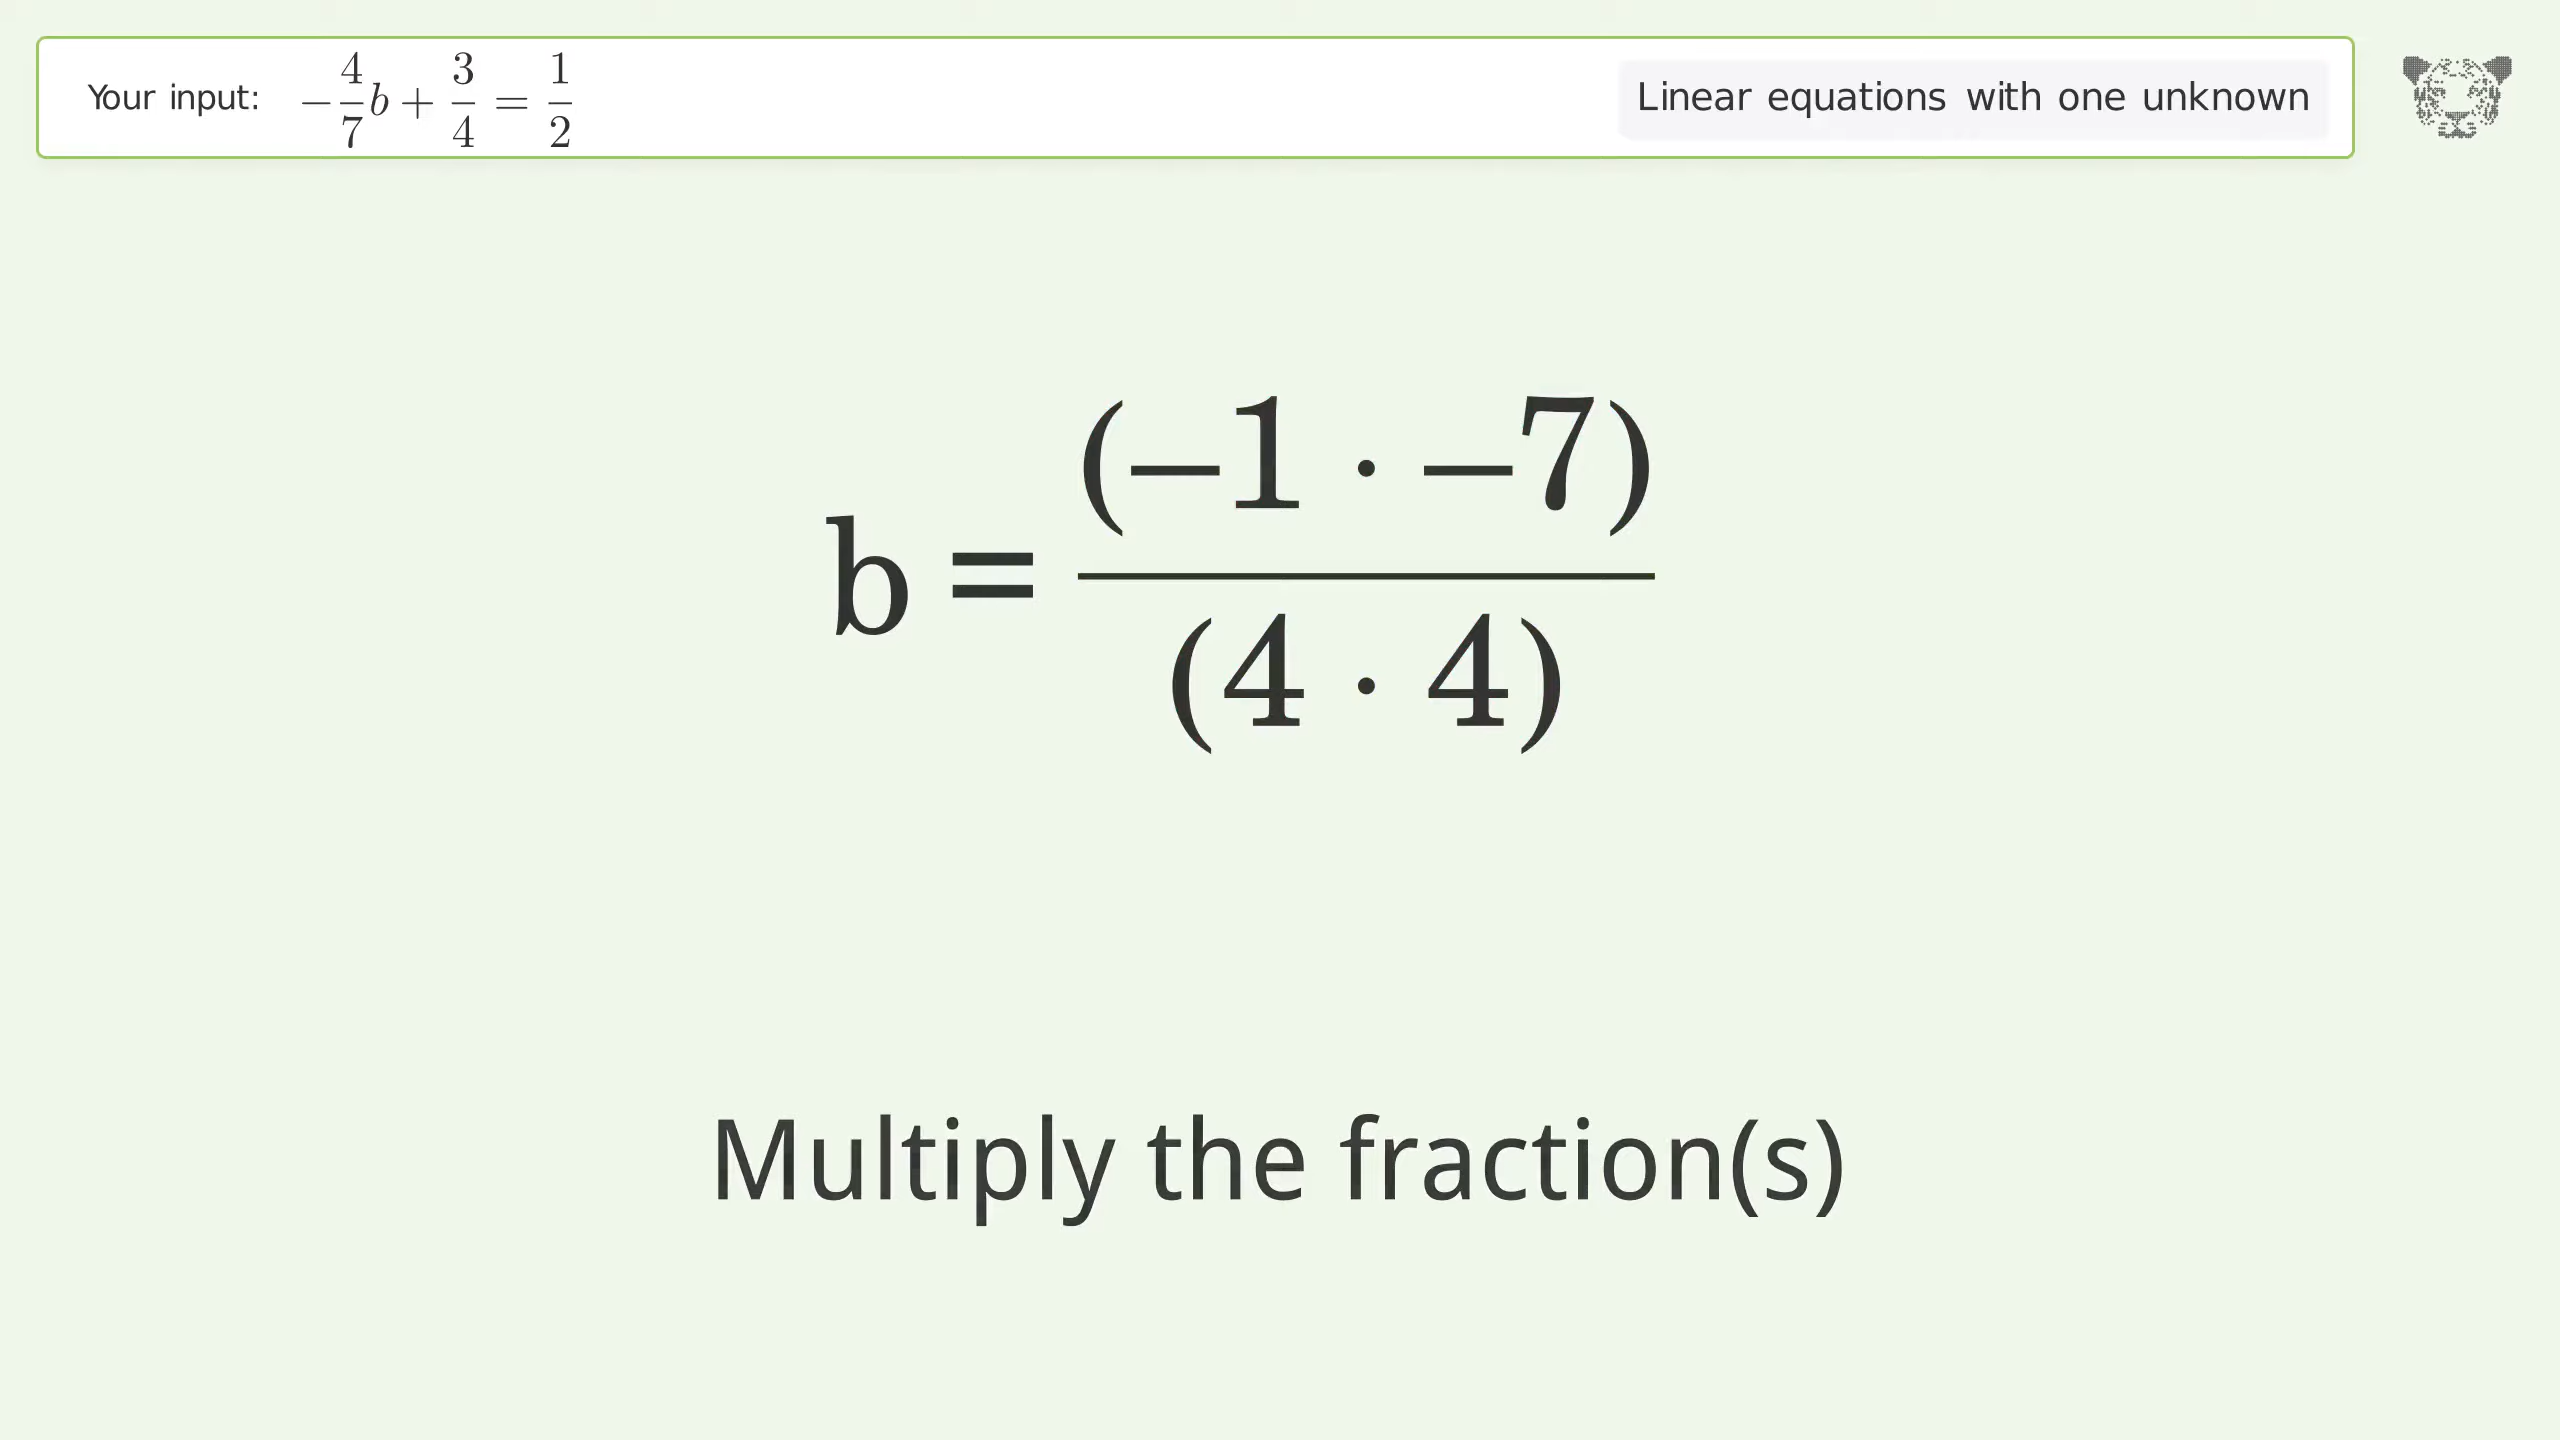 Your input: −4/7 b + 3/4 = 1/2
Linear equations with one unknown
b = (−1 · −7) / (4 · 4)
Multiply the fraction(s)